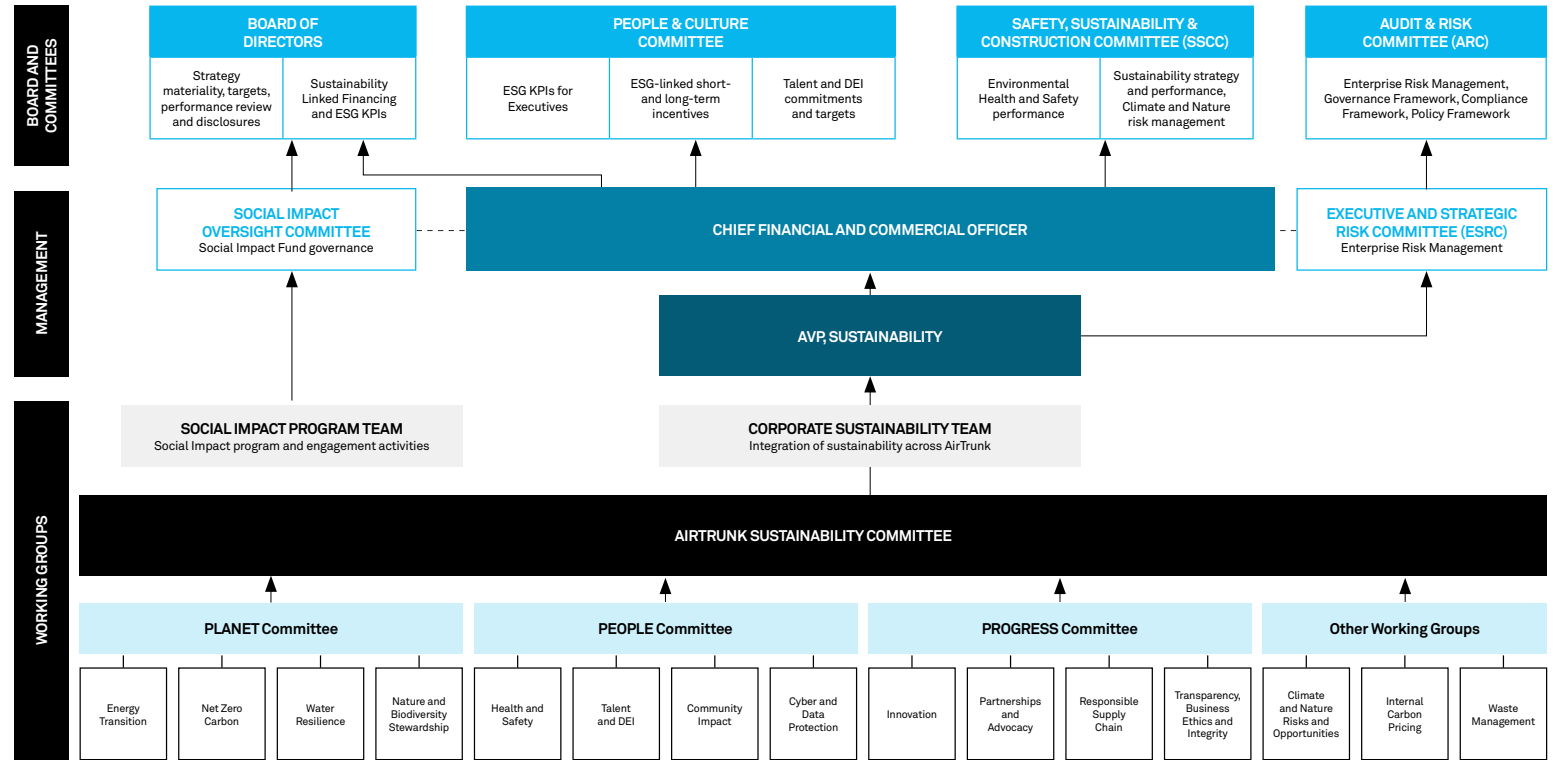 BOARD AND
COMMITTEES
BOARD OF
DIRECTORS
Strategy
materiality, targets,
performance review
and disclosures
Sustainability
Linked Financing
and ESG KPIs
PEOPLE & CULTURE
COMMITTEE
ESG KPIs for
Executives
ESG-linked short-
and long-term
incentives
Talent and DEI
commitments
and targets
SAFETY, SUSTAINABILITY &
CONSTRUCTION COMMITTEE (SSCC)
Environmental
Health and Safety
performance
Sustainability strategy
and performance,
Climate and Nature
risk management
AUDIT & RISK
COMMITTEE (ARC)
Enterprise Risk Management,
Governance Framework, Compliance
Framework, Policy Framework
MANAGEMENT
SOCIAL IMPACT
OVERSIGHT COMMITTEE
Social Impact Fund governance
CHIEF FINANCIAL AND COMMERCIAL OFFICER
EXECUTIVE AND STRATEGIC
RISK COMMITTEE (ESRC)
Enterprise Risk Management
AVP, SUSTAINABILITY
WORKING GROUPS
SOCIAL IMPACT PROGRAM TEAM
Social Impact program and engagement activities
CORPORATE SUSTAINABILITY TEAM
Integration of sustainability across AirTrunk
AIRTRUNK SUSTAINABILITY COMMITTEE
PLANET Committee
Energy
Transition
Net Zero
Carbon
Water
Resilience
Nature and
Biodiversity
Stewardship
PEOPLE Committee
Health and
Safety
Talent
and DEI
Community
Impact
Cyber and
Data
Protection
PROGRESS Committee
Innovation
Partnerships
and
Advocacy
Responsible
Supply
Chain
Transparency,
Business
Ethics and
Integrity
Other Working Groups
Climate
and Nature
Risks and
Opportunities
Internal
Carbon
Pricing
Waste
Management